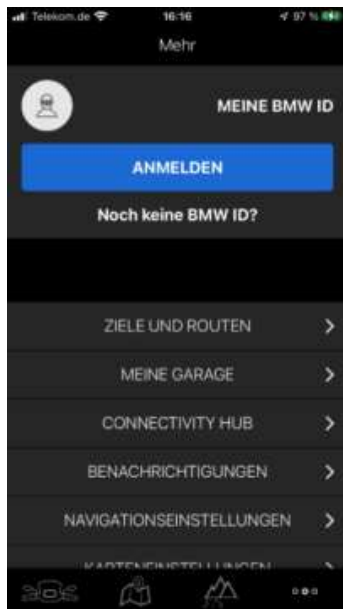 Telekom.de 16:16 97 %
Mehr
MEINE BMW ID
ANMELDEN
Noch keine BMW ID?
ZIELE UND ROUTEN
MEINE GARAGE
CONNECTIVITY HUB
BENACHRICHTIGUNGEN
NAVIGATIONSEINSTELLUNGEN
KARTENEINSTELLUNGEN